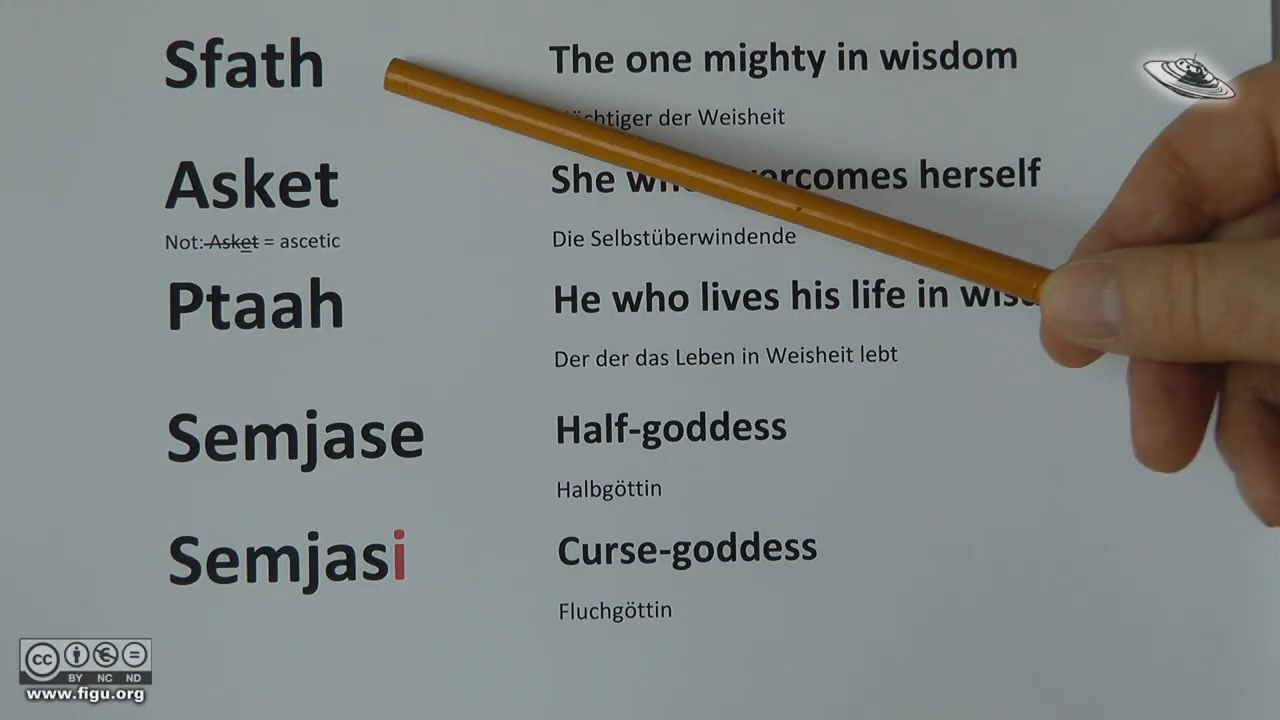 Sfath
The one mighty in wisdom
der Weisheit
Asket
She overcomes herself
Not: Asket = ascetic
Die Selbstüberwindende
Ptaah
He who lives his life in
Der der das Leben in Weisheit lebt
Semjase
Half-goddess
Halbgöttin
Semjasi
Curse-goddess
Fluchgöttin
cc
BY NC ND
www.figu.org